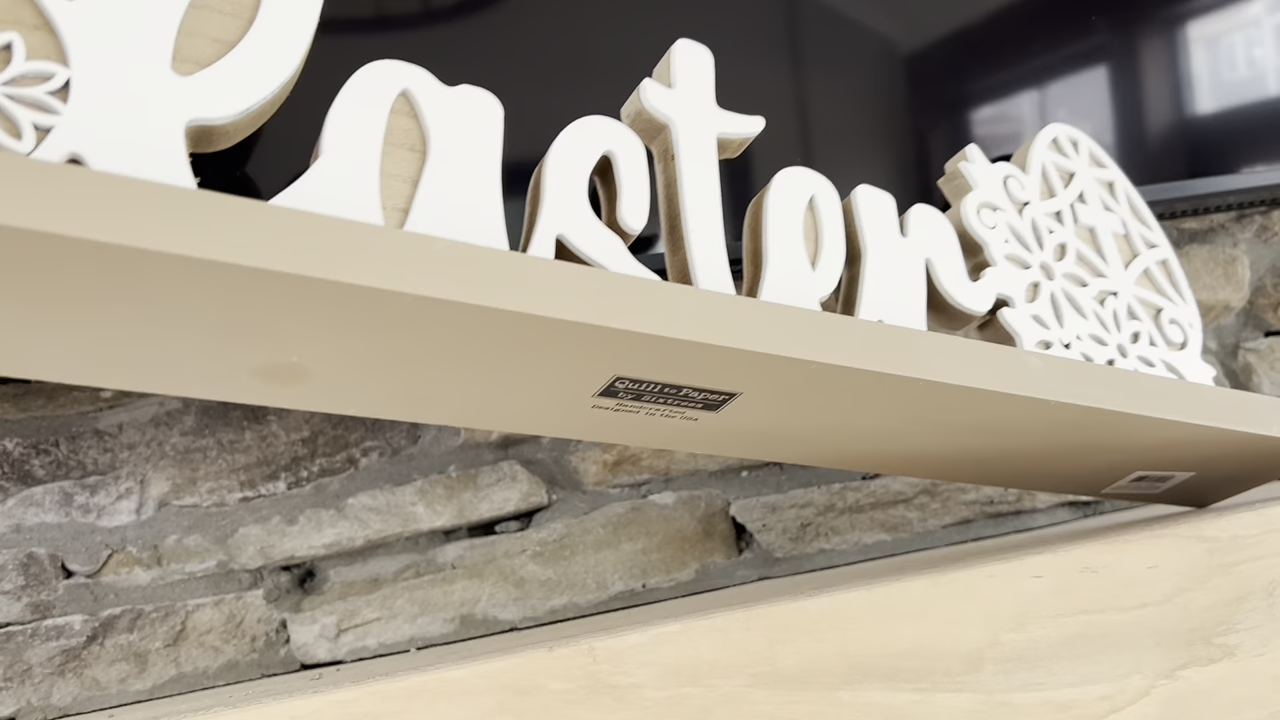 Easter
Quill to Paper
by Sixtrees
Handcrafted
Designed in the USA